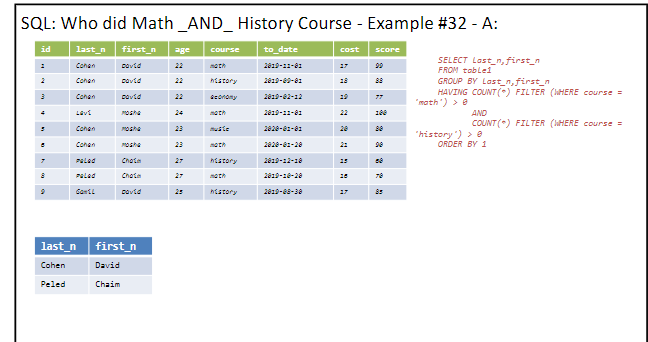 SQL: Who did Math _AND_ History Course - Example #32 - A:
id last_n first_n age course to_date cost score
1 Cohen David 22 math 2019-11-01 17 99
2 Cohen David 22 history 2019-09-01 18 88
3 Cohen David 22 economy 2019-02-12 19 77
4 Levi Moshe 24 math 2019-11-01 22 100
5 Cohen Moshe 23 music 2020-01-01 20 80
6 Cohen Moshe 23 math 2020-01-20 21 90
7 Peled Chaim 27 history 2019-12-10 15 60
8 Peled Chaim 27 math 2019-10-20 16 70
9 Gamil David 25 history 2019-08-30 17 85
SELECT last_n,first_n
FROM table1
GROUP BY last_n,first_n
HAVING COUNT(*) FILTER (WHERE course =
'math') > 0
AND
COUNT(*) FILTER (WHERE course =
'history') > 0
ORDER BY 1
last_n first_n
Cohen David
Peled Chaim